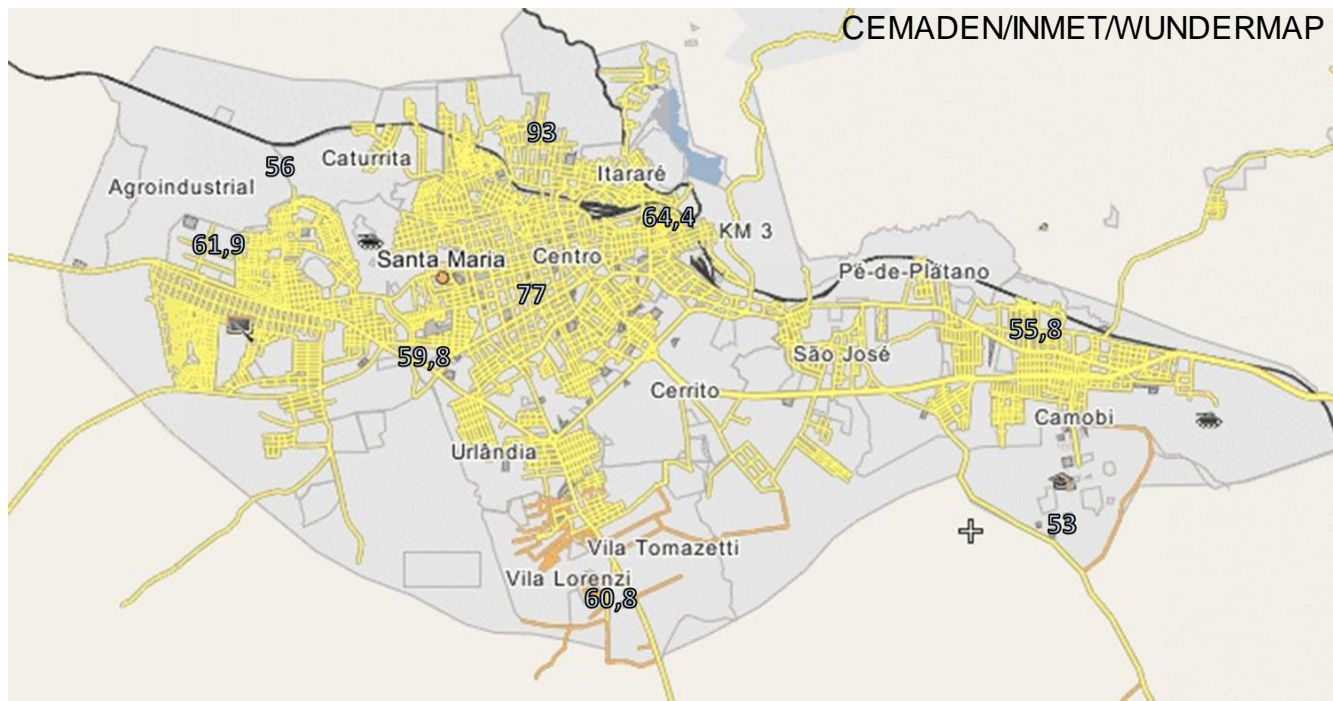 CEMADEN/INMET/WUNDERMAP
93
Caturrita
56
Itararé
Agroindustrial
64,4
KM 3
61,9
Santa Maria
Centro
Pé-de-Plátano
77
55,8
59,8
São José
Cerrito
Camobi
Urlândia
53
Vila Tomazetti
Vila Lorenzi
60,8